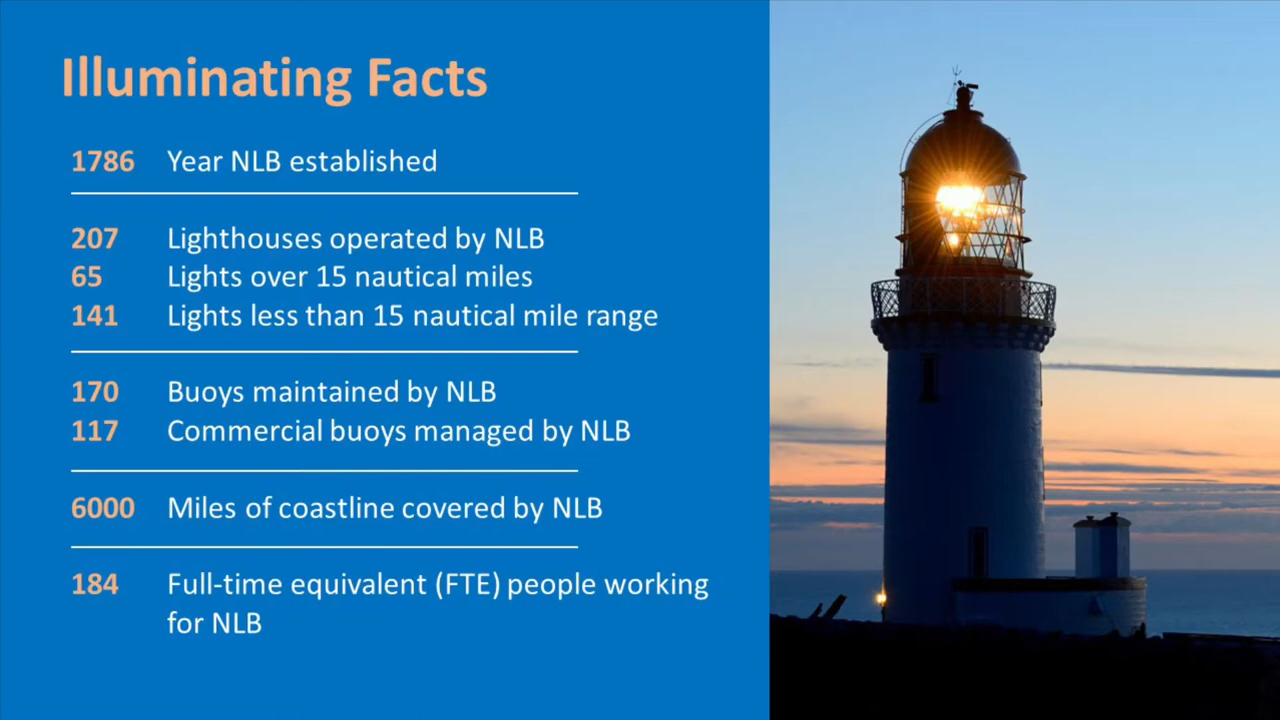 Illuminating Facts
1786 Year NLB established
207 Lighthouses operated by NLB
65 Lights over 15 nautical miles
141 Lights less than 15 nautical mile range
170 Buoys maintained by NLB
117 Commercial buoys managed by NLB
6000 Miles of coastline covered by NLB
184 Full-time equivalent (FTE) people working
for NLB